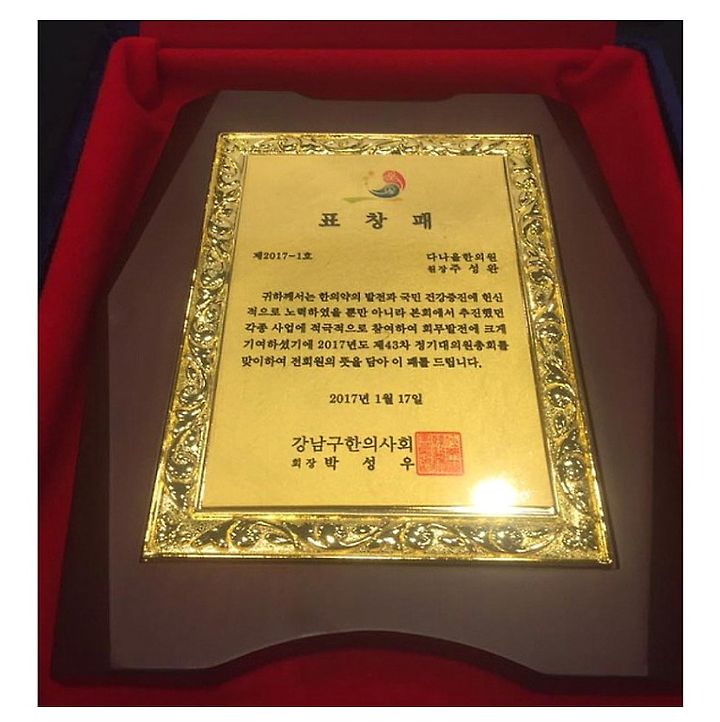 표창패
제2017-1호
다나을한의원
원장 주성완
귀하께서는 한의약의 발전과 국민 건강증진에 헌신
적으로 노력하였을 뿐만 아니라 본회에서 추진했던
각종 사업에 적극적으로 참여하여 회무발전에 크게
기여하셨기에 2017년도 제43차 정기대의원총회를
맞이하여 전회원의 뜻을 담아 이 패를 드립니다.
2017년 1월 17일
강남구한의사회
회장 박성우